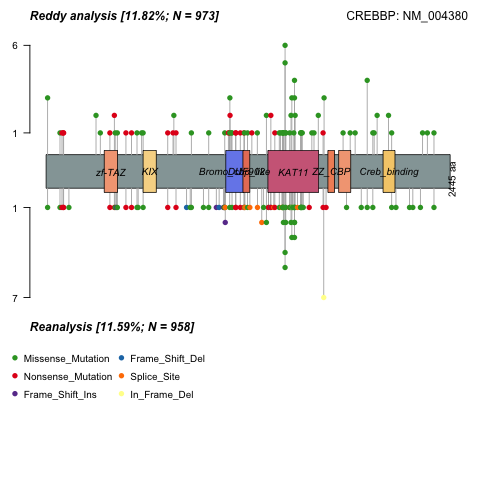 Reddy analysis [11.82%; N = 973]
CREBBP: NM_004380
6
1
zf-TAZ
KIX
KAT11
ZZ_CBP
Creb_binding
2445 aa
1
7
Reanalysis [11.59%; N = 958]
Missense_Mutation
Frame_Shift_Del
Nonsense_Mutation
Splice_Site
Frame_Shift_Ins
In_Frame_Del